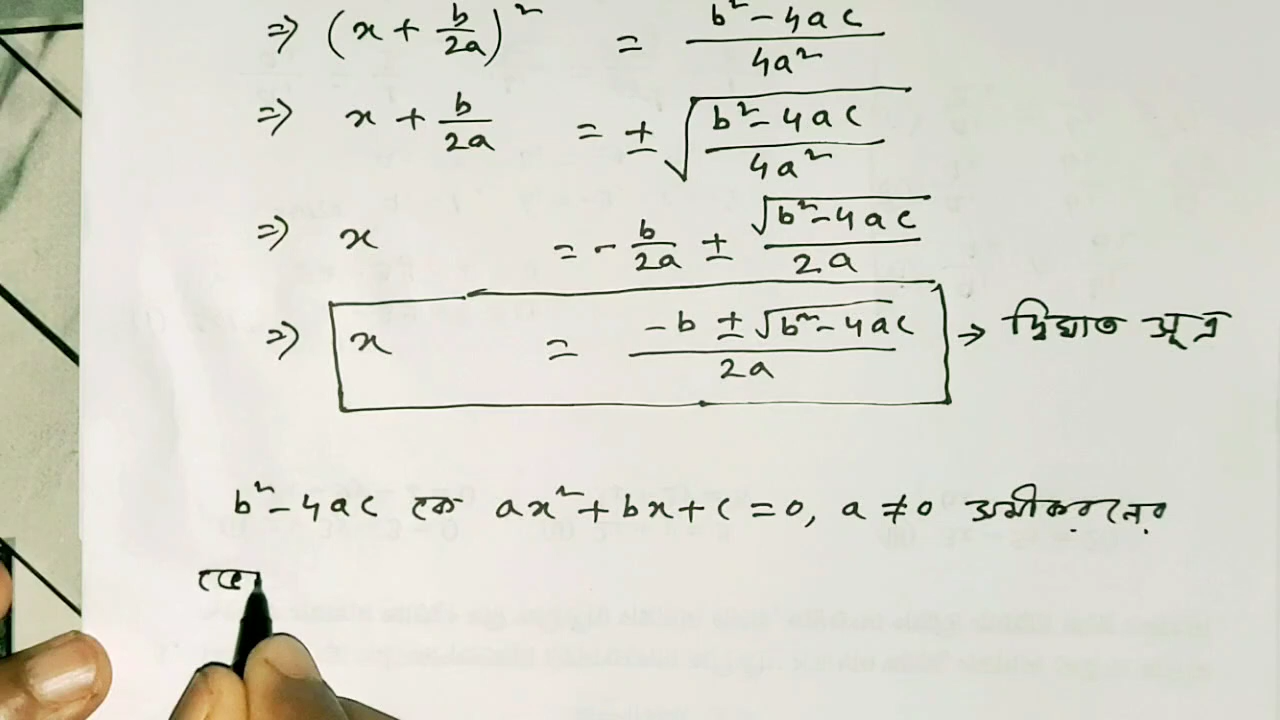 ⇒ (x + b/2a)² = b² - 4ac / 4a²
⇒ x + b/2a = ± √(b² - 4ac / 4a²)
⇒ x = - b/2a ± √(b² - 4ac) / 2a
⇒ x = -b ± √(b² - 4ac) / 2a → দ্বিঘাত সূত্ৰ
b² - 4ac কে ax² + bx + c = 0, a ≠ 0 সমীকরনের